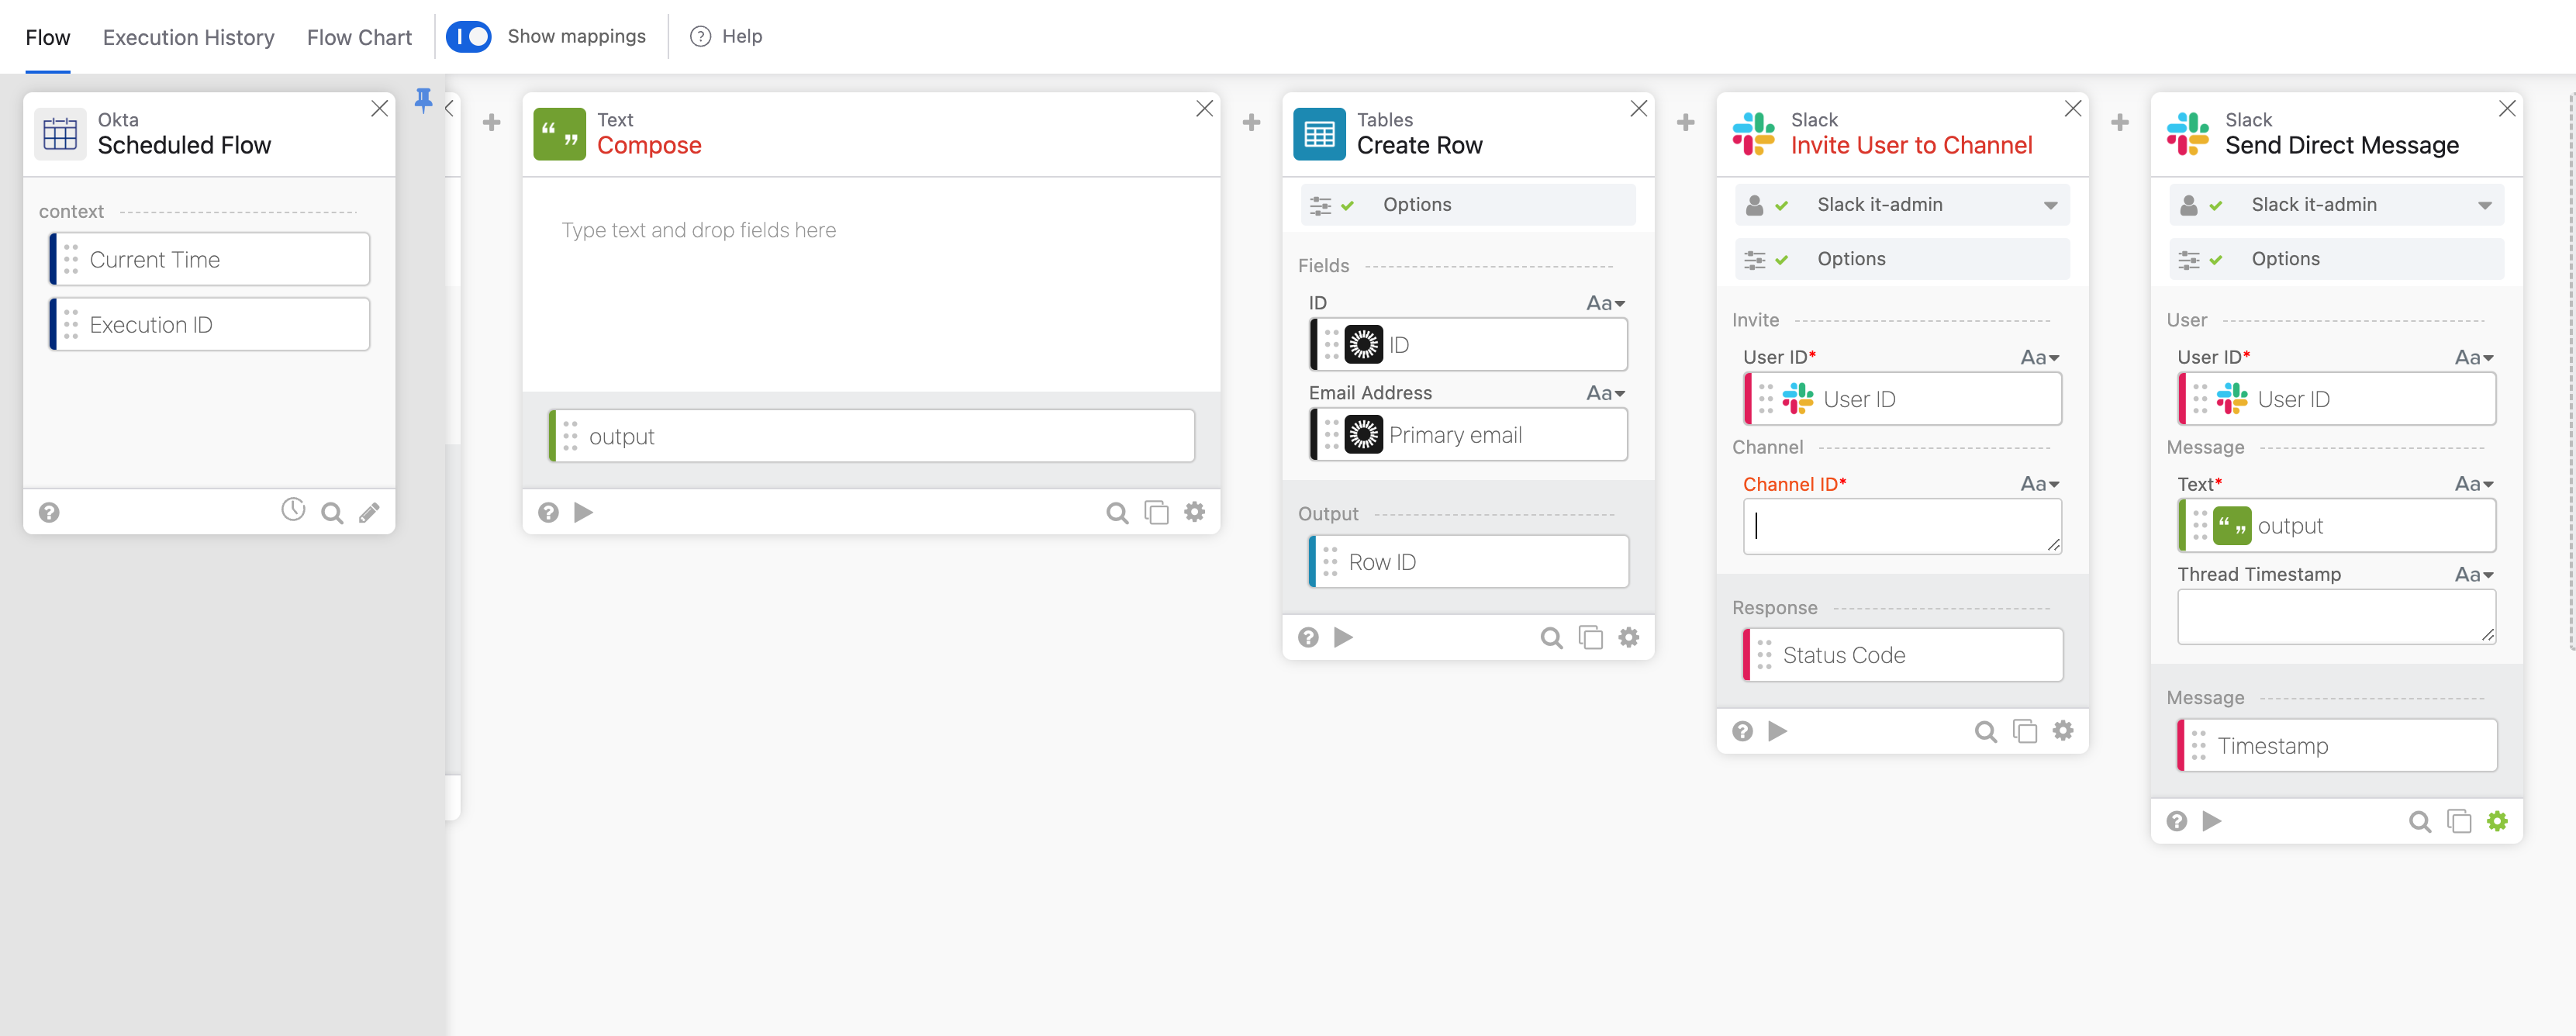 Flow
Execution History
Flow Chart
Show mappings
Help
Okta
Scheduled Flow
context
Current Time
Execution ID
Text
Compose
Type text and drop fields here
output
Tables
Create Row
Options
Fields
ID
Aa
ID
Email Address
Aa
Primary email
Output
Row ID
Slack
Invite User to Channel
Slack it-admin
Options
Invite
User ID*
Aa
User ID
Channel
Channel ID*
Aa
Response
Status Code
Slack
Send Direct Message
Slack it-admin
Options
User
User ID*
Aa
User ID
Message
Text*
Aa
output
Thread Timestamp
Aa
Message
Timestamp